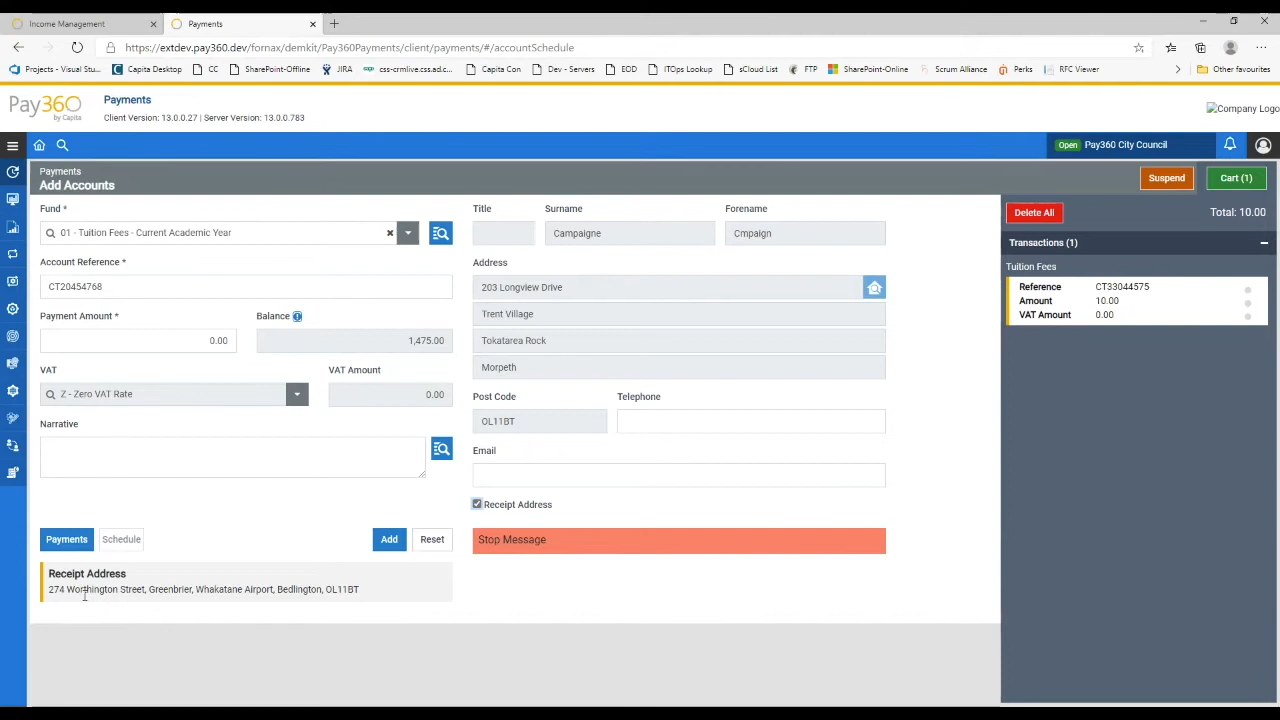 Income Management
Payments
https://extdev.pay360.dev/fornax/demkit/Pay360Payments/client/payments/#/accountSchedule
Projects - Visual Stu...
Capita Desktop
CC
SharePoint-Offline
JIRA
css-crmlive.css.ad.c...
Capita Con
Dev - Servers
EOD
ITOps Lookup
sCloud List
FTP
SharePoint-Online
Scrum Alliance
Perks
RFC Viewer
Other favourites
Pay360
by Capita
Payments
Client Version: 13.0.0.27 | Server Version: 13.0.0.783
Company Logo
Open Pay360 City Council
Payments
Add Accounts
Suspend
Cart (1)
Fund *
01 - Tuition Fees - Current Academic Year
Account Reference *
CT20454768
Payment Amount *
Balance
0.00
1,475.00
VAT
VAT Amount
Z - Zero VAT Rate
0.00
Narrative
Payments
Schedule
Add
Reset
Receipt Address
274 Worthington Street, Greenbrier, Whakatane Airport, Bedlington, OL11BT
Title
Surname
Forename
Campaigne
Cmpaign
Address
203 Longview Drive
Trent Village
Tokatarea Rock
Morpeth
Post Code
Telephone
OL11BT
Email
Receipt Address
Stop Message
Delete All
Total: 10.00
Transactions (1)
Tuition Fees
Reference CT33044575
Amount 10.00
VAT Amount 0.00